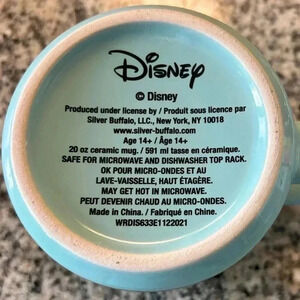 Disney
© Disney
Produced under license by / Produit sous licence par
Silver Buffalo, LLC., New York, NY 10018
www.silver-buffalo.com
Age 14+ / Âge 14+
20 oz ceramic mug. / 591 ml tasse en céramique.
SAFE FOR MICROWAVE AND DISHWASHER TOP RACK.
OK POUR MICRO-ONDES ET AU
LAVE-VAISSELLE, HAUT ÉTAGÈRE.
MAY GET HOT IN MICROWAVE.
PEUT DEVENIR CHAUD AU MICRO-ONDES.
Made in China. / Fabriqué en Chine.
WRDIS633E1122021